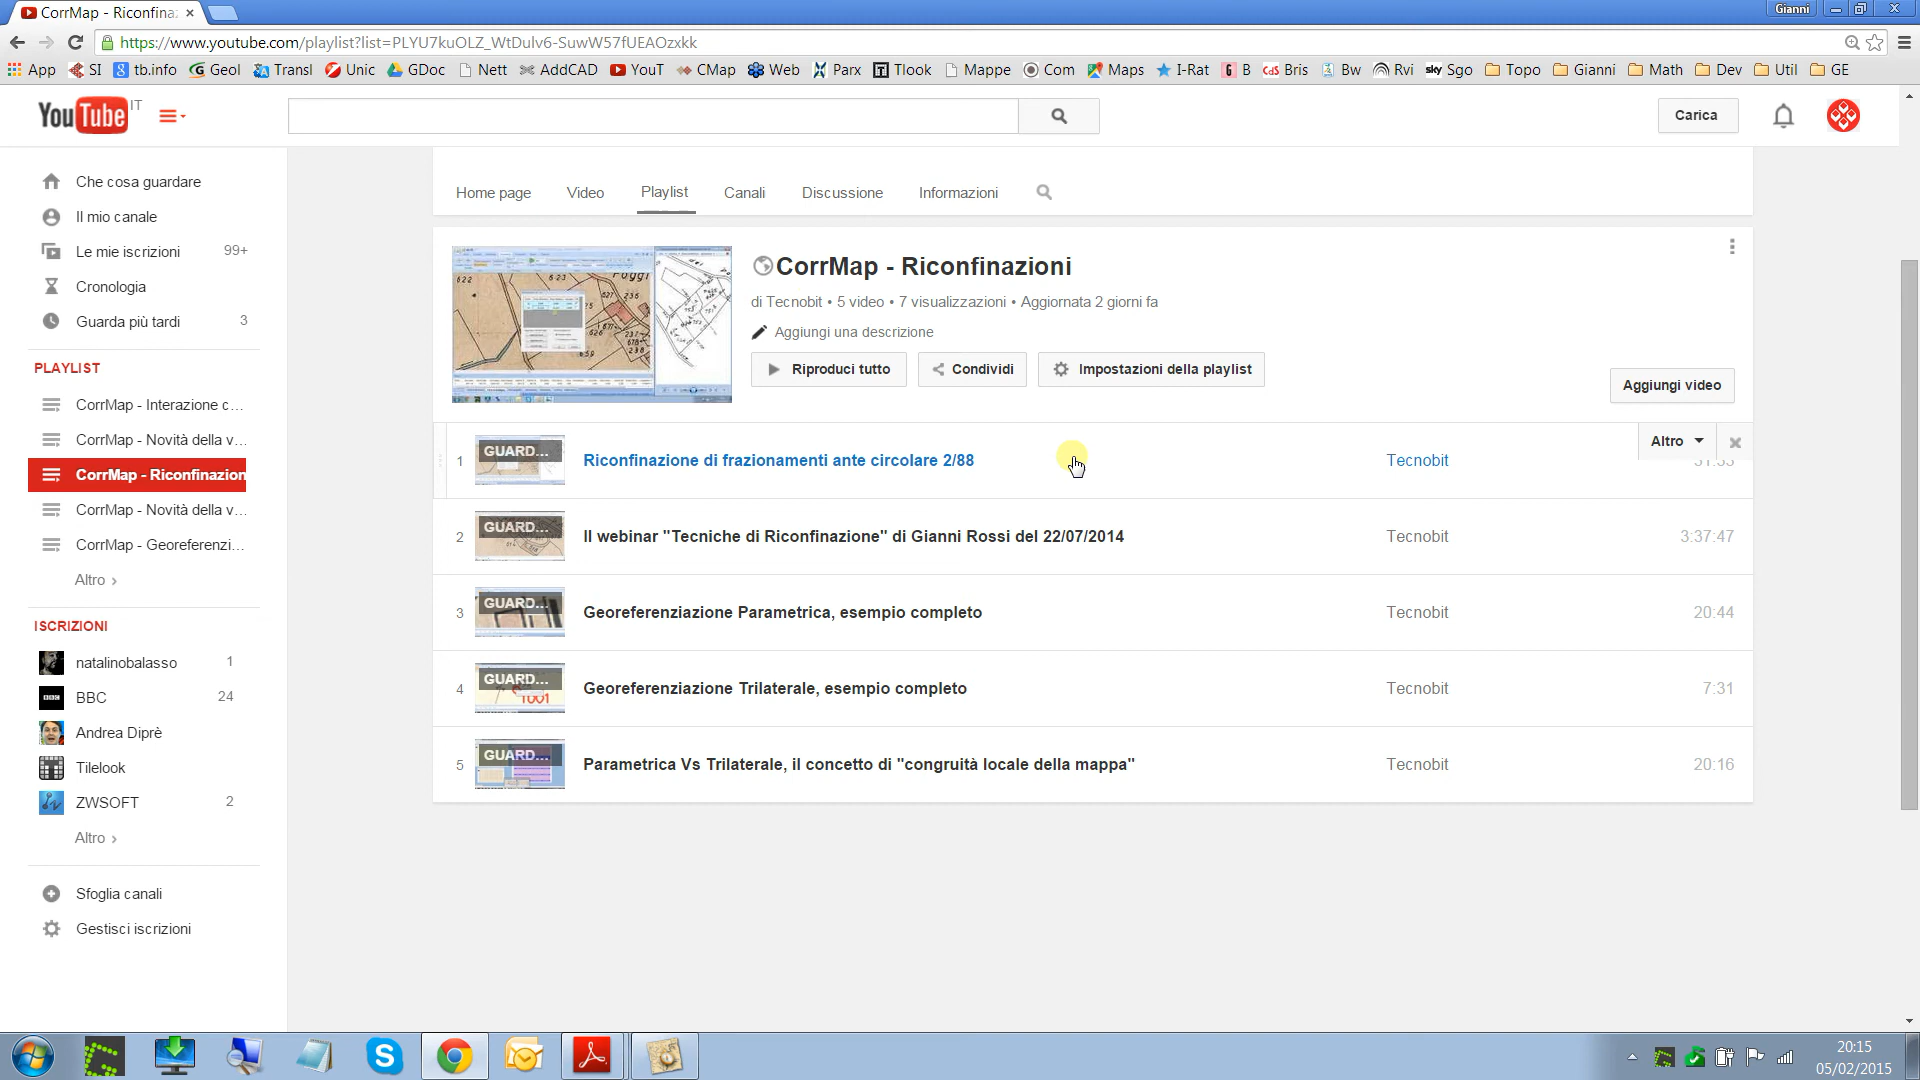 CorrMap - Riconfina
Gianni
https://www.youtube.com/playlist?list=PLYU7kuOLZ_WtDulv6-SuwW57fUEAOzxkk
App SI tb.info Geol Transl Unic GDoc Nett AddCAD YouT CMap Web Parx Tlook Mappe Com Maps I-Rat B Bris Bw Rvi Sgo Topo Gianni Math Dev Util GE
YouTube IT
Carica
Che cosa guardare
Il mio canale
Le mie iscrizioni 99+
Cronologia
Guarda più tardi 3
PLAYLIST
CorrMap - Interazione c...
CorrMap - Novità della v...
CorrMap - Riconfinazion
CorrMap - Novità della v...
CorrMap - Georeferenzi...
Altro ›
ISCRIZIONI
natalinobalasso 1
BBC 24
Andrea Diprè
Tilelook
ZWSOFT 2
Altro ›
Sfoglia canali
Gestisci iscrizioni
Home page Video Playlist Canali Discussione Informazioni
CorrMap - Riconfinazioni
di Tecnobit • 5 video • 7 visualizzazioni • Aggiornata 2 giorni fa
Aggiungi una descrizione
Riproduci tutto Condividi Impostazioni della playlist
Aggiungi video
1 GUARD... Riconfinazione di frazionamenti ante circolare 2/88 Tecnobit Altro
2 GUARD... Il webinar "Tecniche di Riconfinazione" di Gianni Rossi del 22/07/2014 Tecnobit 3:37:47
3 GUARD... Georeferenziazione Parametrica, esempio completo Tecnobit 20:44
4 GUARD... Georeferenziazione Trilaterale, esempio completo Tecnobit 7:31
5 GUARD... Parametrica Vs Trilaterale, il concetto di "congruità locale della mappa" Tecnobit 20:16
20:15
05/02/2015